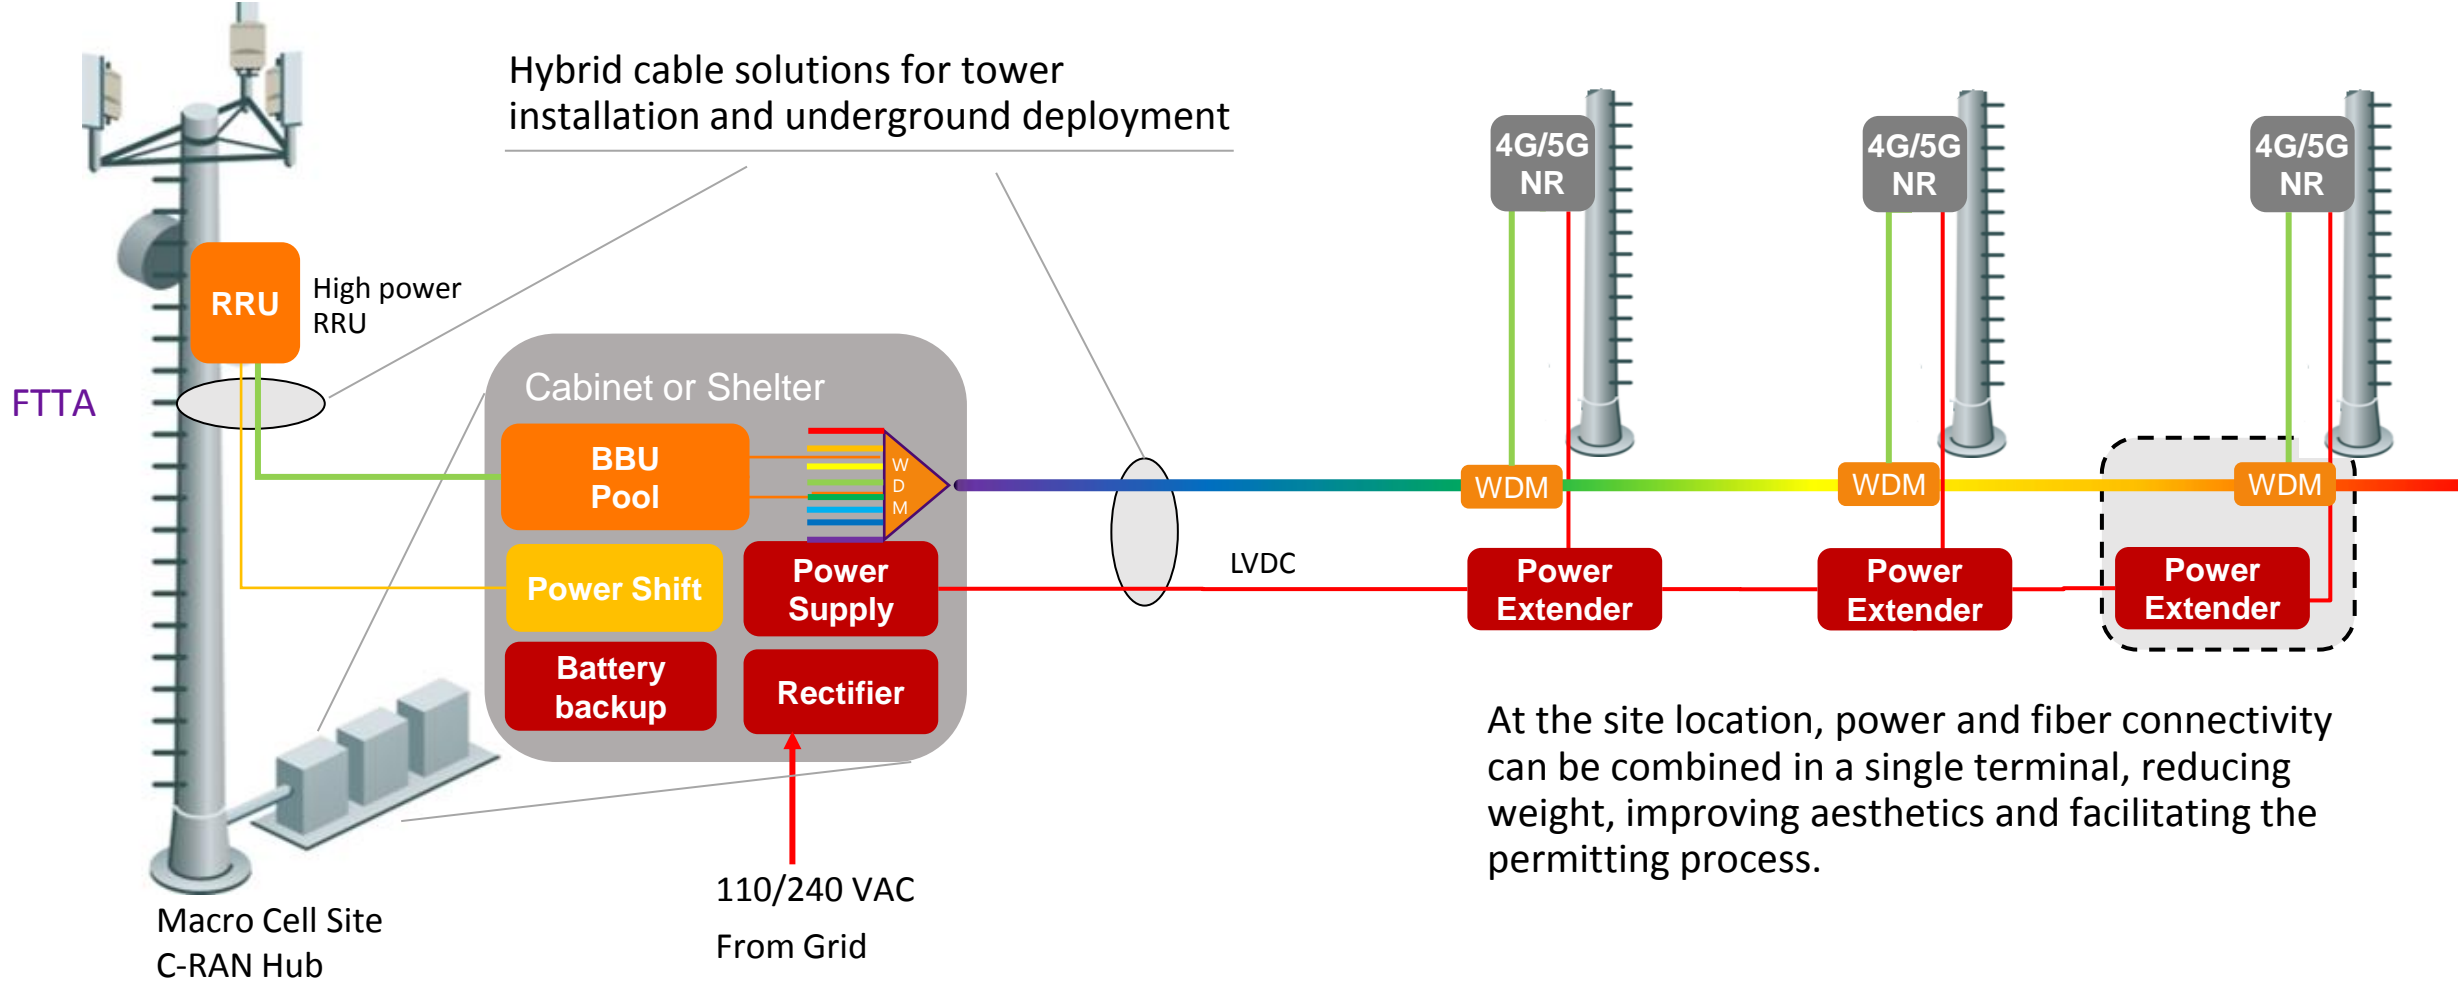 Hybrid cable solutions for tower
installation and underground deployment
4G/5G
NR
4G/5G
NR
4G/5G
NR
RRU
High power
RRU
FTTA
Cabinet or Shelter
BBU
Pool
W
D
M
WDM
WDM
WDM
Power Shift
Power
Supply
LVDC
Power
Extender
Power
Extender
Power
Extender
Battery
backup
Rectifier
At the site location, power and fiber connectivity
can be combined in a single terminal, reducing
weight, improving aesthetics and facilitating the
permitting process.
110/240 VAC
From Grid
Macro Cell Site
C-RAN Hub